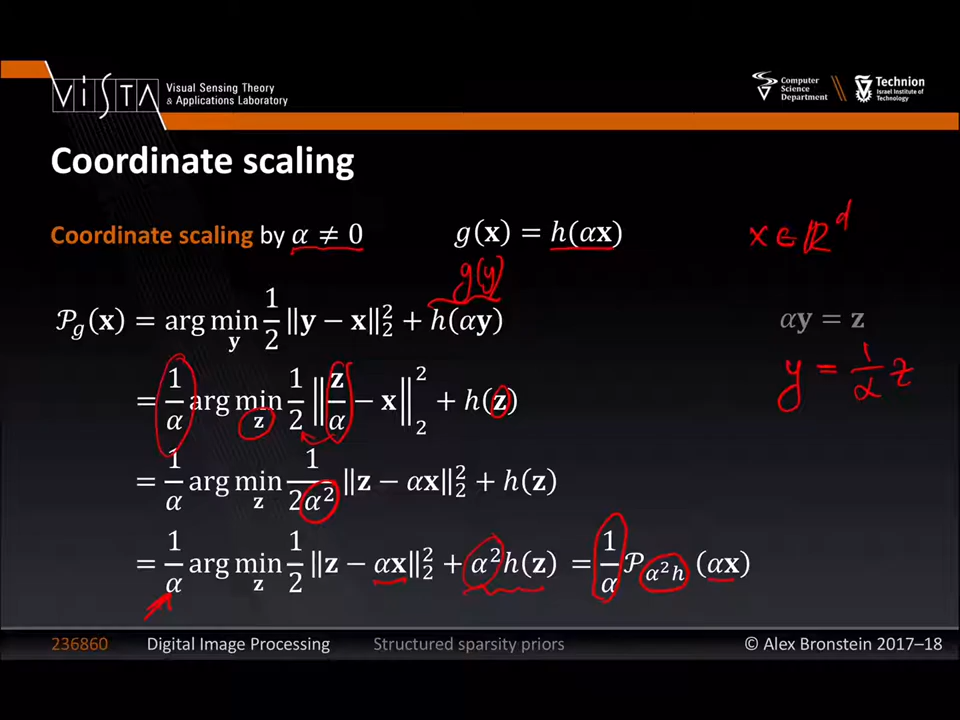 VISTA Visual Sensing Theory & Applications Laboratory
Computer Science Department
Technion Israel Institute of Technology
Coordinate scaling
Coordinate scaling by α ≠ 0 g(x) = h(αx) x ∈ ℝ^d
g(y)
𝒫_g(x) = arg min_y 1/2 ‖y − x‖₂² + h(αy) αy = z
y = 1/α z
= 1/α arg min_z 1/2 ‖z/α − x‖₂² + h(z)
= 1/α arg min_z 1/(2α²) ‖z − αx‖₂² + h(z)
= 1/α arg min_z 1/2 ‖z − αx‖₂² + α²h(z) = 1/α 𝒫_{α²h} (αx)
236860 Digital Image Processing Structured sparsity priors © Alex Bronstein 2017–18